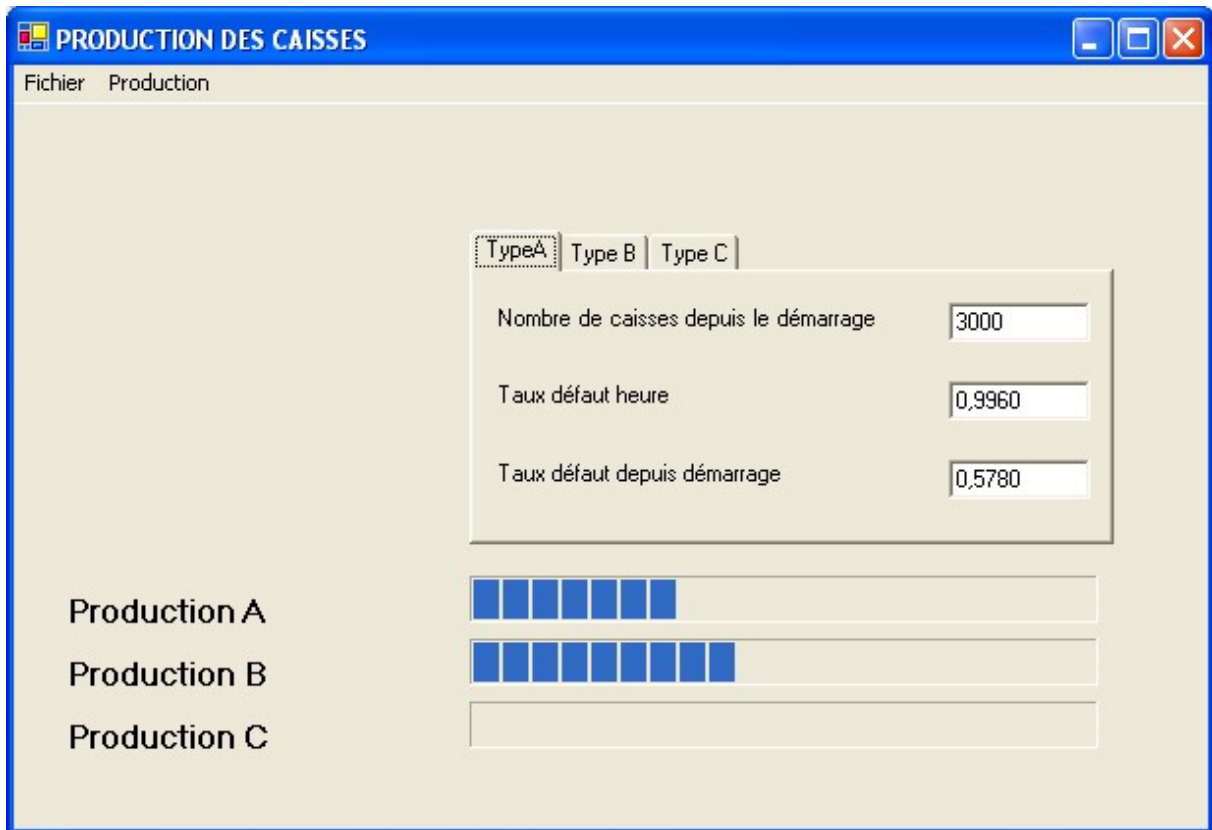 PRODUCTION DES CAISSES
Fichier Production
TypeA Type B Type C
Nombre de caisses depuis le démarrage 3000
Taux défaut heure 0,9960
Taux défaut depuis démarrage 0,5780
Production A
Production B
Production C